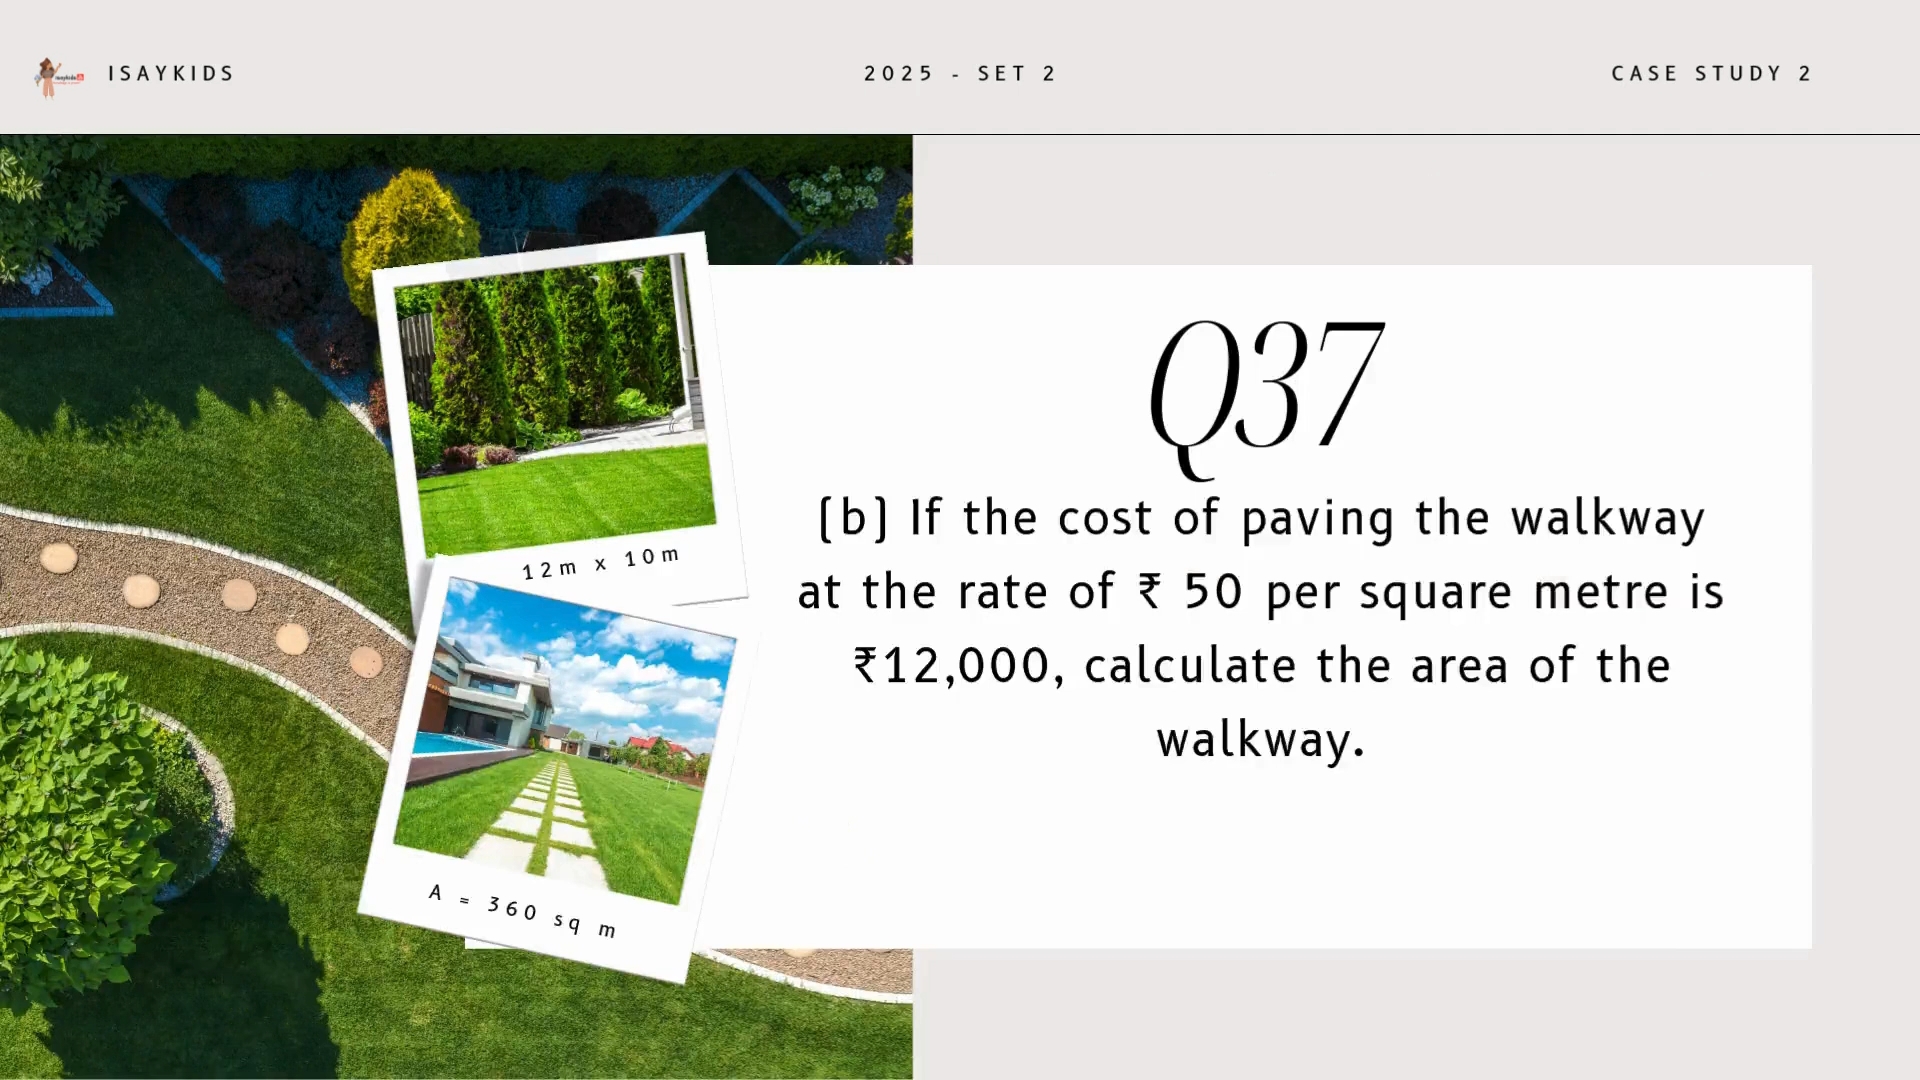 ISAYKIDS
2025 - SET 2
CASE STUDY 2
Q37
(b) If the cost of paving the walkway
at the rate of ₹ 50 per square metre is
₹12,000, calculate the area of the
walkway.
12m x 10m
A = 360 sq m